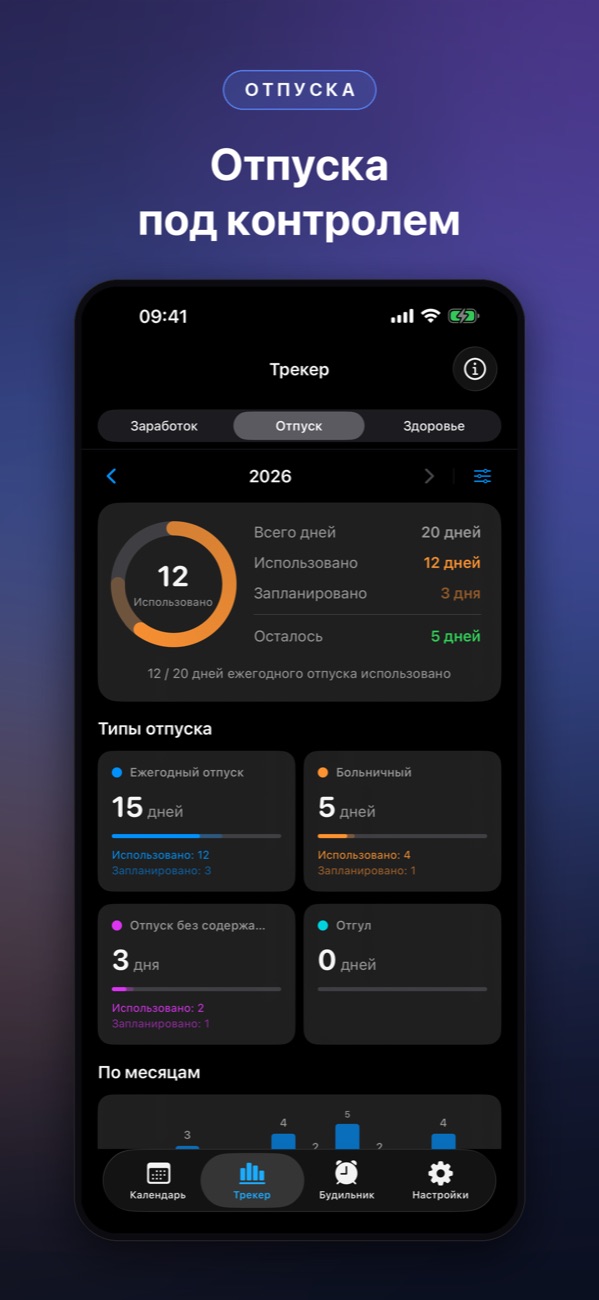 ОТПУСКА
Отпуска
под контролем
09:41
Трекер
Заработок Отпуск Здоровье
2026
12
Использовано
Всего дней 20 дней
Использовано 12 дней
Запланировано 3 дня
Осталось 5 дней
12 / 20 дней ежегодного отпуска использовано
Типы отпуска
Ежегодный отпуск
15 дней
Использовано: 12
Запланировано: 3
Больничный
5 дней
Использовано: 4
Запланировано: 1
Отпуск без содержа...
3 дня
Использовано: 2
Запланировано: 1
Отгул
0 дней
По месяцам
3 4 2 5 2 4
Календарь Трекер Будильник Настройки